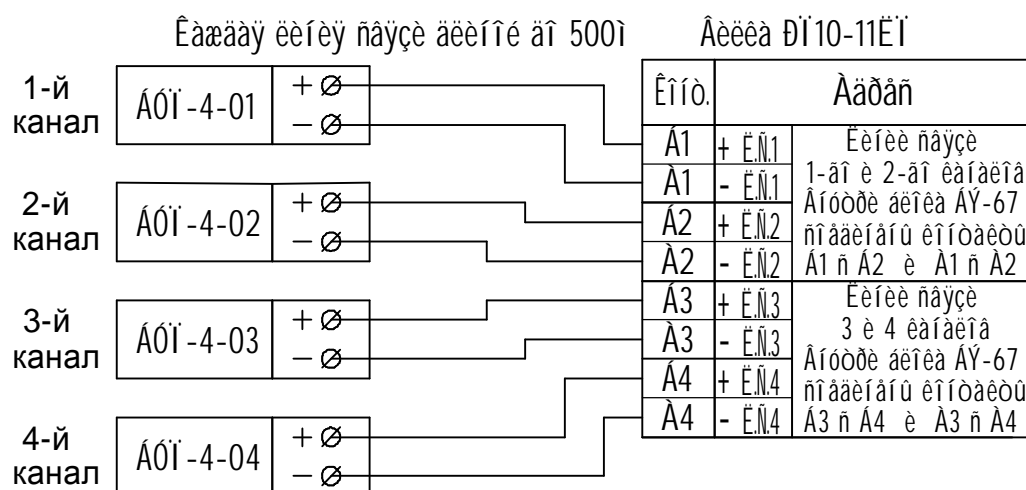 Êàæäàÿ ëèíèÿ ñâÿçè äëèííîé äî 500ì
Âèëêà ÐÏ10-11ËÏ
1-й
канал
ÁÓÏ-4-01
+
-
2-й
канал
ÁÓÏ-4-02
+
-
3-й
канал
ÁÓÏ-4-03
+
-
4-й
канал
ÁÓÏ-4-04
+
-
Êîíò. Àäðåñ
Á1 + Ë.Ñ.1
À1 - Ë.Ñ.1
Á2 + Ë.Ñ.2
À2 - Ë.Ñ.2
Ëèíèè ñâÿçè
1-ãî è 2-ãî êàíàëîâ
Âíóòðè áëîêà ÁÝ-67
ñîåäèíåíû êîíòàêòû
Á1 ñ Á2 è À1 ñ À2
Á3 + Ë.Ñ.3
À3 - Ë.Ñ.3
Á4 + Ë.Ñ.4
À4 - Ë.Ñ.4
Ëèíèè ñâÿçè
3 è 4 êàíàëîâ
Âíóòðè áëîêà ÁÝ-67
ñîåäèíåíû êîíòàêòû
Á3 ñ Á4 è À3 ñ À4